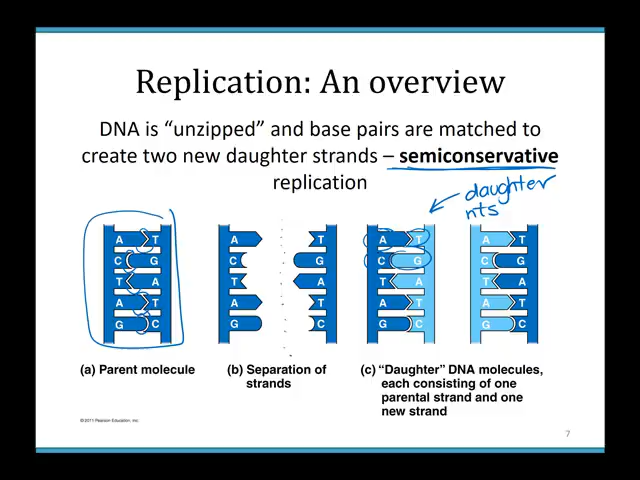 Replication: An overview
DNA is “unzipped” and base pairs are matched to
create two new daughter strands – semiconservative
replication
daughter
nts
A T
C G
T A
A T
G C
A T
C G
T A
A T
G C
A T
C G
T A
A T
G C
A T
C G
T A
A T
G C
(a) Parent molecule
(b) Separation of
strands
(c) “Daughter” DNA molecules,
each consisting of one
parental strand and one
new strand
© 2011 Pearson Education, Inc.
7